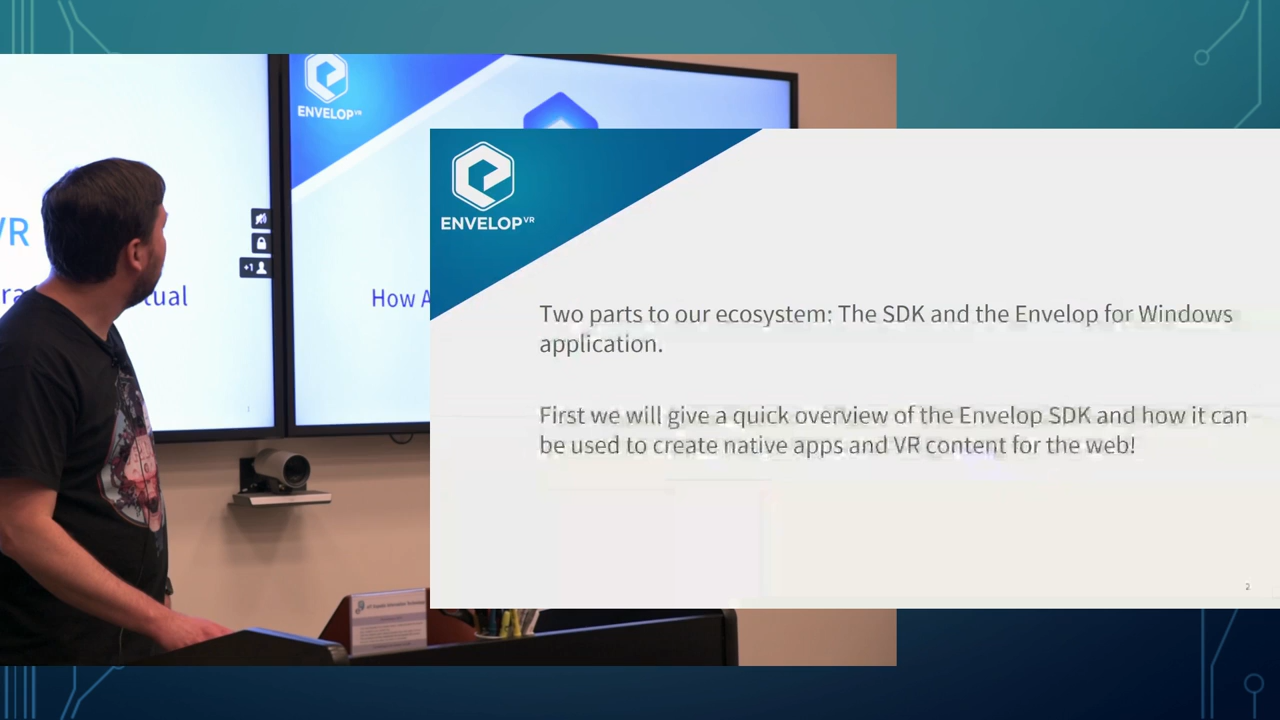 ENVELOP VR
VR
tual
+1
How A
ENVELOP VR
Two parts to our ecosystem: The SDK and the Envelop for Windows
application.
First we will give a quick overview of the Envelop SDK and how it can
be used to create native apps and VR content for the web!
2